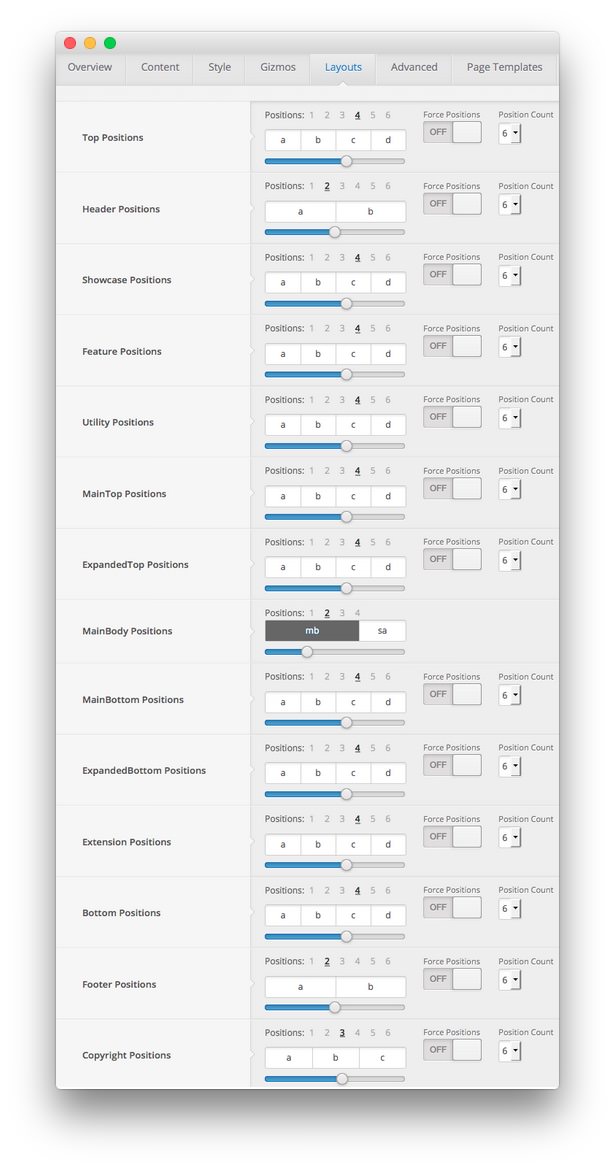 Overview Content Style Gizmos Layouts Advanced Page Templates
Positions: 1 2 3 4 5 6 Force Positions Position Count
Top Positions a b c d OFF 6
Positions: 1 2 3 4 5 6 Force Positions Position Count
Header Positions a b OFF 6
Positions: 1 2 3 4 5 6 Force Positions Position Count
Showcase Positions a b c d OFF 6
Positions: 1 2 3 4 5 6 Force Positions Position Count
Feature Positions a b c d OFF 6
Positions: 1 2 3 4 5 6 Force Positions Position Count
Utility Positions a b c d OFF 6
Positions: 1 2 3 4 5 6 Force Positions Position Count
MainTop Positions a b c d OFF 6
Positions: 1 2 3 4 5 6 Force Positions Position Count
ExpandedTop Positions a b c d OFF 6
Positions: 1 2 3 4
MainBody Positions mb sa
Positions: 1 2 3 4 5 6 Force Positions Position Count
MainBottom Positions a b c d OFF 6
Positions: 1 2 3 4 5 6 Force Positions Position Count
ExpandedBottom Positions a b c d OFF 6
Positions: 1 2 3 4 5 6 Force Positions Position Count
Extension Positions a b c d OFF 6
Positions: 1 2 3 4 5 6 Force Positions Position Count
Bottom Positions a b c d OFF 6
Positions: 1 2 3 4 5 6 Force Positions Position Count
Footer Positions a b OFF 6
Positions: 1 2 3 4 5 6 Force Positions Position Count
Copyright Positions a b c OFF 6